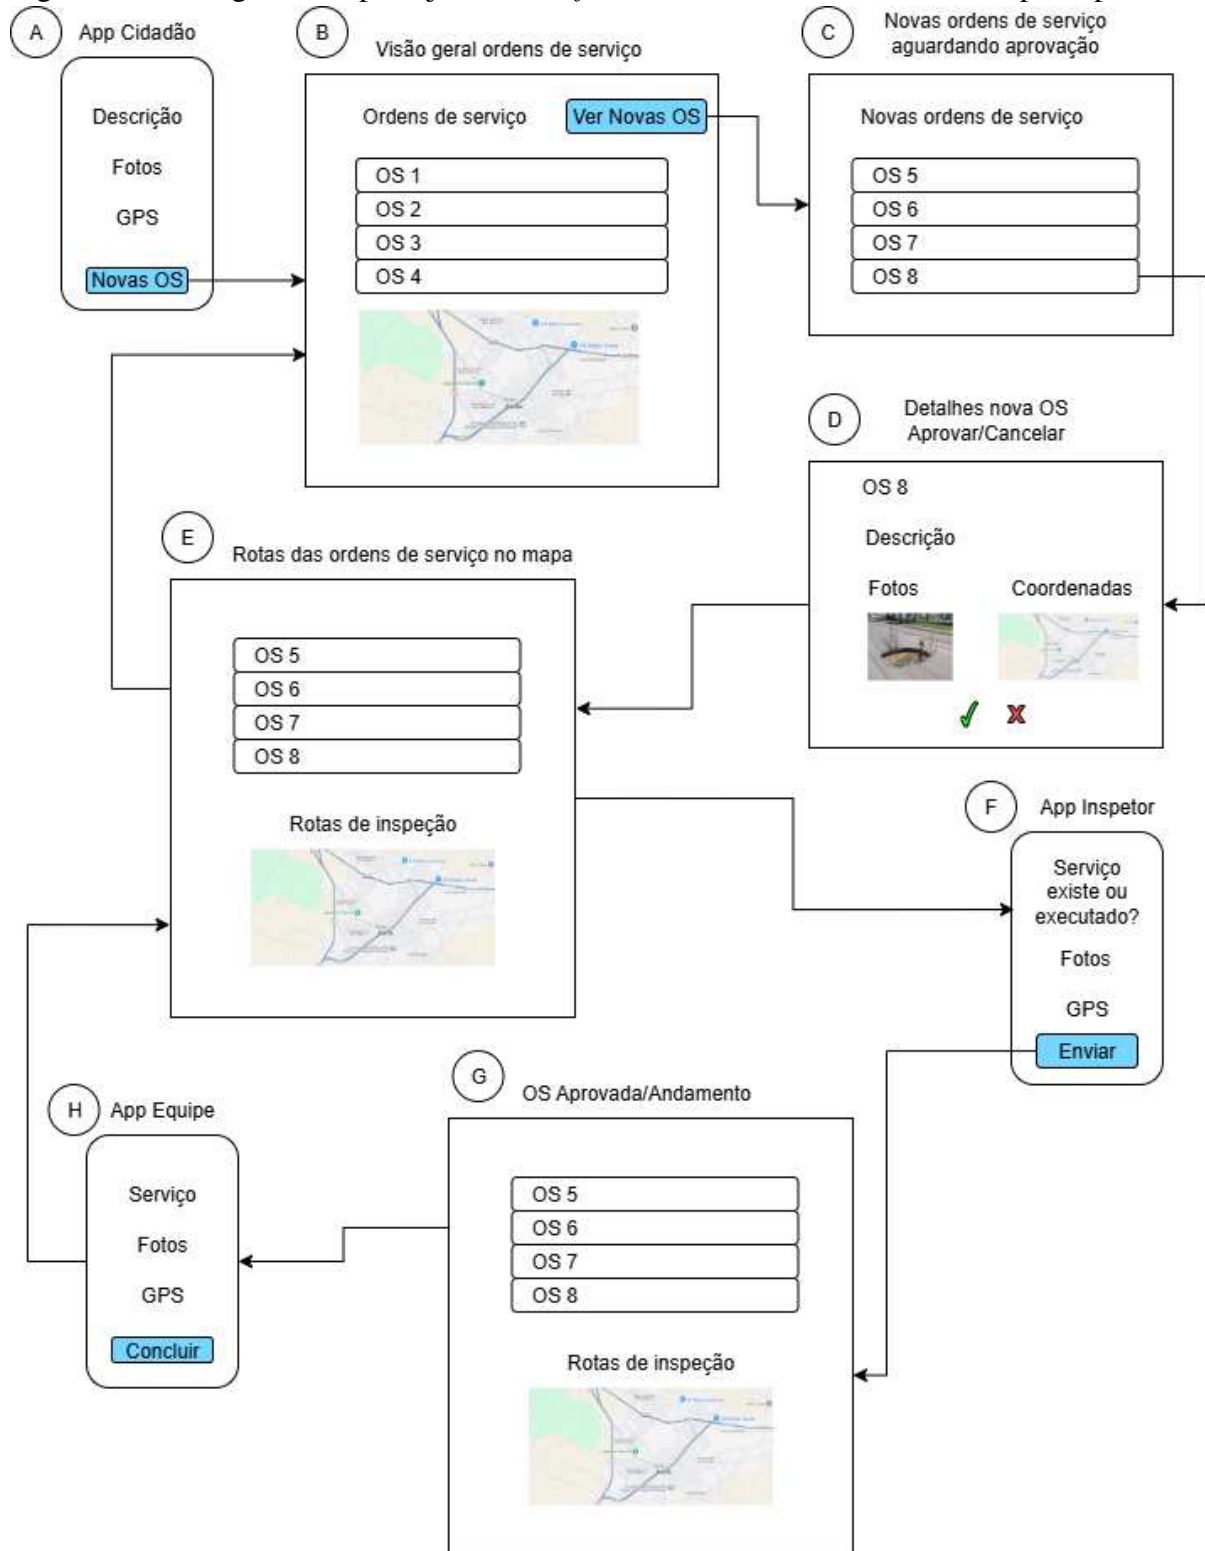 A
App Cidadão
Descrição
Fotos
GPS
Novas OS
B
Visão geral ordens de serviço
Ordens de serviço
Ver Novas OS
OS 1
OS 2
OS 3
OS 4
C
Novas ordens de serviço
aguardando aprovação
Novas ordens de serviço
OS 5
OS 6
OS 7
OS 8
D
Detalhes nova OS
Aprovar/Cancelar
OS 8
Descrição
Fotos
Coordenadas
E
Rotas das ordens de serviço no mapa
OS 5
OS 6
OS 7
OS 8
Rotas de inspeção
F
App Inspetor
Serviço
existe ou
executado?
Fotos
GPS
Enviar
G
OS Aprovada/Andamento
OS 5
OS 6
OS 7
OS 8
Rotas de inspeção
H
App Equipe
Serviço
Fotos
GPS
Concluir